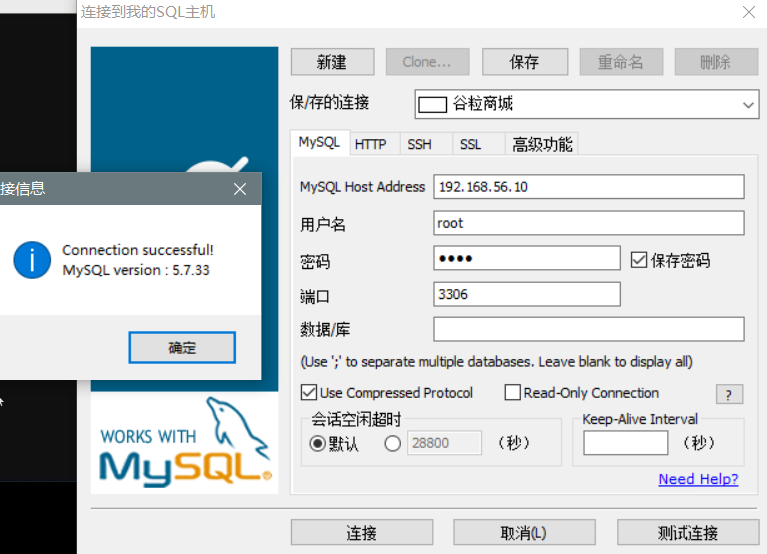 连接到我的SQL主机
新建
Clone...
保存
重命名
删除
保/存的连接
谷粒商城
MySQL
HTTP
SSH
SSL
高级功能
MySQL Host Address
192.168.56.10
用户名
root
密码
••••
保存密码
端口
3306
数据/库
(Use ';' to separate multiple databases. Leave blank to display all)
Use Compressed Protocol
Read-Only Connection
?
会话空闲超时
默认
28800
（秒）
Keep-Alive Interval
（秒）
Need Help?
连接
取消(L)
测试连接
接信息
Connection successful!
MySQL version : 5.7.33
确定
WORKS WITH
MySQL®